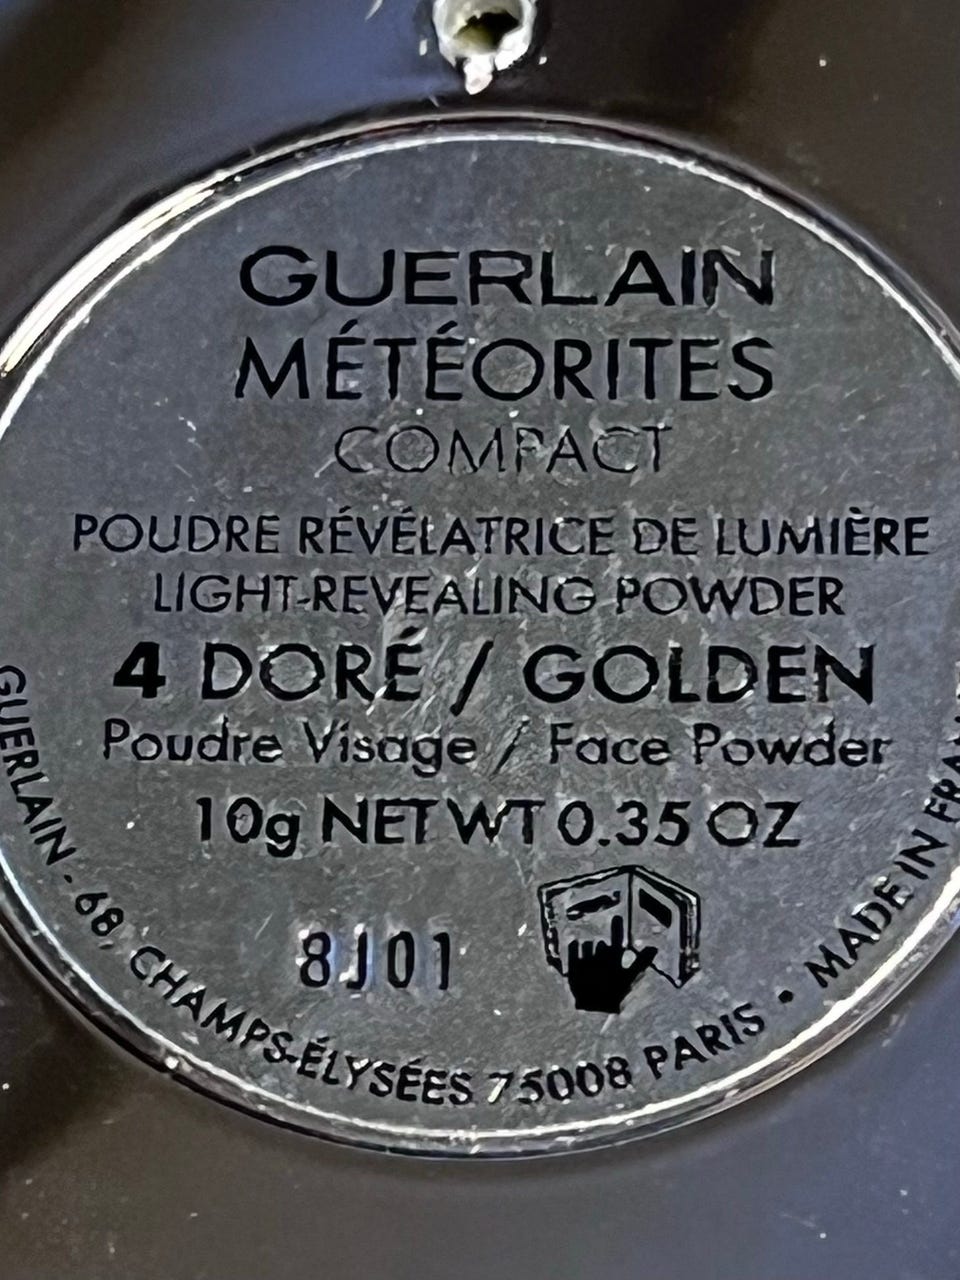 GUERLAIN
MÉTÉORITES
COMPACT
POUDRE RÉVÉLATRICE DE LUMIÈRE
LIGHT-REVEALING POWDER
4 DORÉ / GOLDEN
Poudre Visage / Face Powder
10g NET WT 0.35 OZ
8J01
GUERLAIN - 68, CHAMPS-ÉLYSÉES 75008 PARIS • MADE IN FRAN